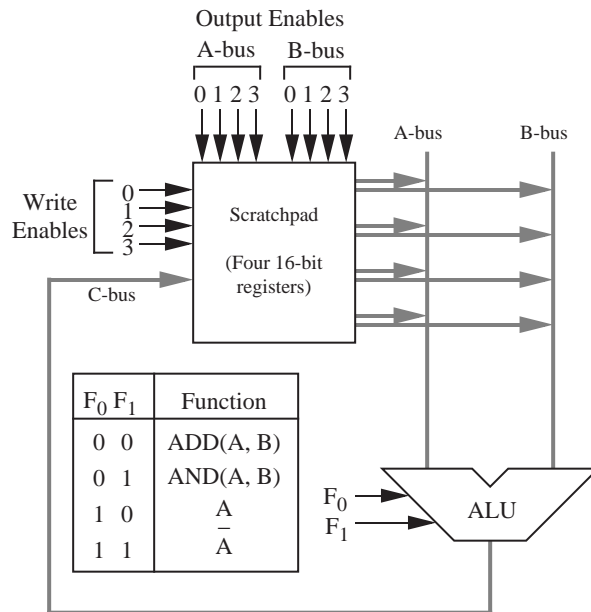 Output Enables
A-bus B-bus
0 1 2 3 0 1 2 3
A-bus B-bus
Write
Enables
0
1
2
3
Scratchpad
(Four 16-bit
registers)
C-bus
F0 F1 Function
0 0 ADD(A, B)
0 1 AND(A, B)
1 0 A
1 1 A̅
F0
F1
ALU